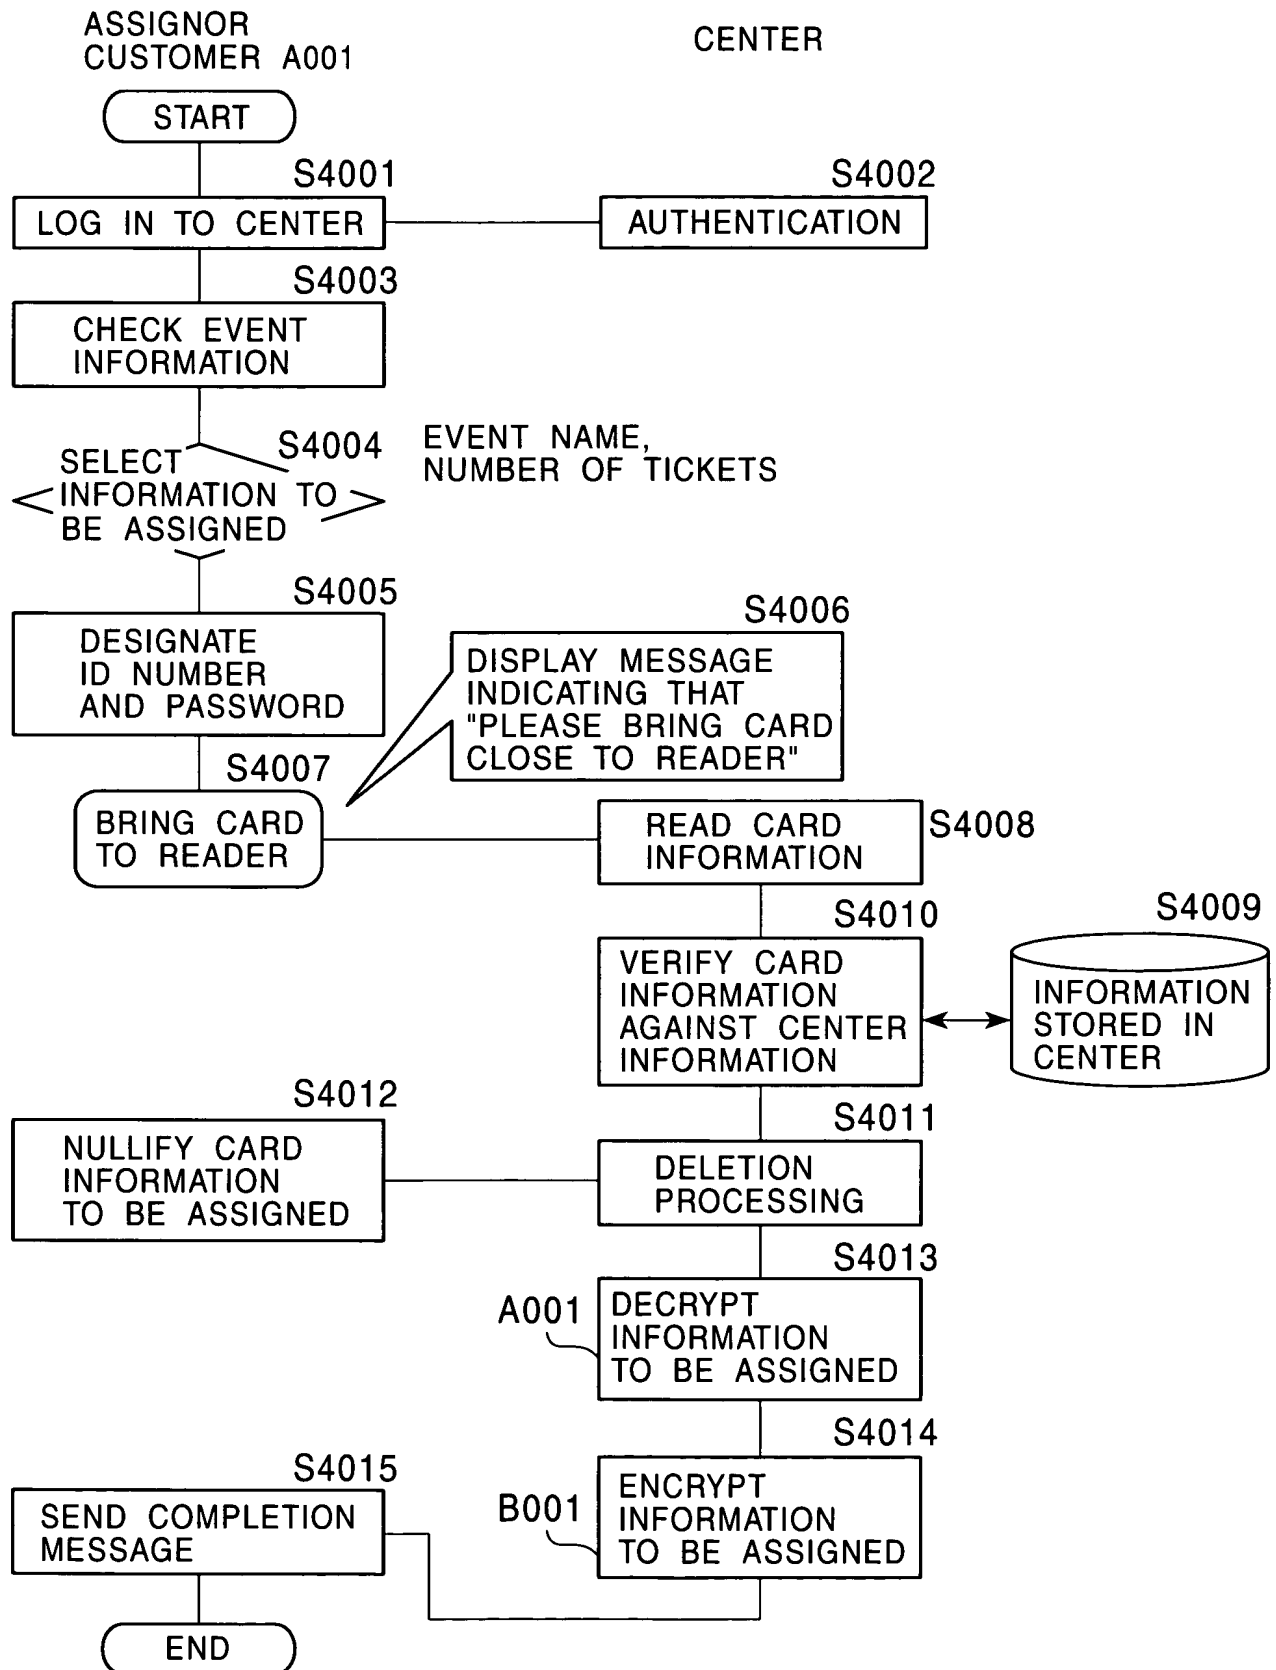 ASSIGNOR
CUSTOMER A001
CENTER
START
S4001
LOG IN TO CENTER
S4002
AUTHENTICATION
S4003
CHECK EVENT
INFORMATION
S4004
SELECT
INFORMATION TO
BE ASSIGNED
EVENT NAME,
NUMBER OF TICKETS
S4005
DESIGNATE
ID NUMBER
AND PASSWORD
S4006
DISPLAY MESSAGE
INDICATING THAT
"PLEASE BRING CARD
CLOSE TO READER"
S4007
BRING CARD
TO READER
READ CARD
INFORMATION
S4008
S4010
VERIFY CARD
INFORMATION
AGAINST CENTER
INFORMATION
S4009
INFORMATION
STORED IN
CENTER
S4012
NULLIFY CARD
INFORMATION
TO BE ASSIGNED
S4011
DELETION
PROCESSING
S4013
A001
DECRYPT
INFORMATION
TO BE ASSIGNED
S4014
B001
ENCRYPT
INFORMATION
TO BE ASSIGNED
S4015
SEND COMPLETION
MESSAGE
END